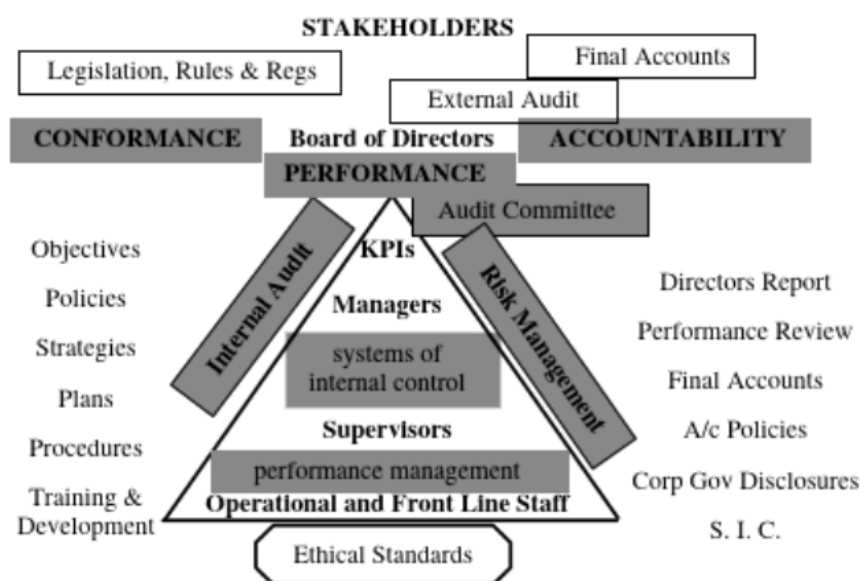 STAKEHOLDERS
Final Accounts
Legislation, Rules & Regs
External Audit
CONFORMANCE
Board of Directors
ACCOUNTABILITY
PERFORMANCE
Audit Committee
Internal Audit
Risk Management
KPIs
Managers
systems of
internal control
Supervisors
performance management
Operational and Front Line Staff
Ethical Standards
Objectives
Policies
Strategies
Plans
Procedures
Training &
Development
Directors Report
Performance Review
Final Accounts
A/c Policies
Corp Gov Disclosures
S. I. C.